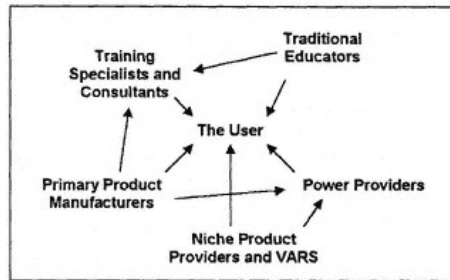 Traditional
Educators
Training
Specialists and
Consultants
The User
Primary Product
Manufacturers
Power Providers
Niche Product
Providers and VARS